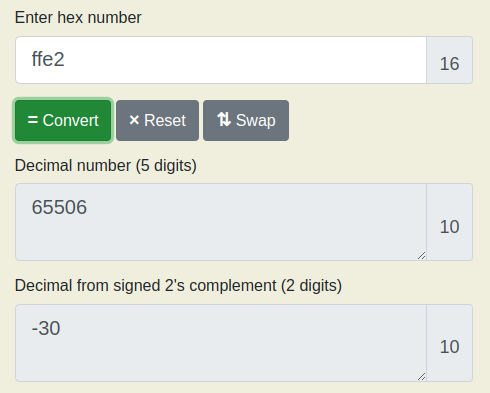 Enter hex number
ffe2 16
= Convert × Reset ⇅ Swap
Decimal number (5 digits)
65506
10
Decimal from signed 2's complement (2 digits)
-30
10